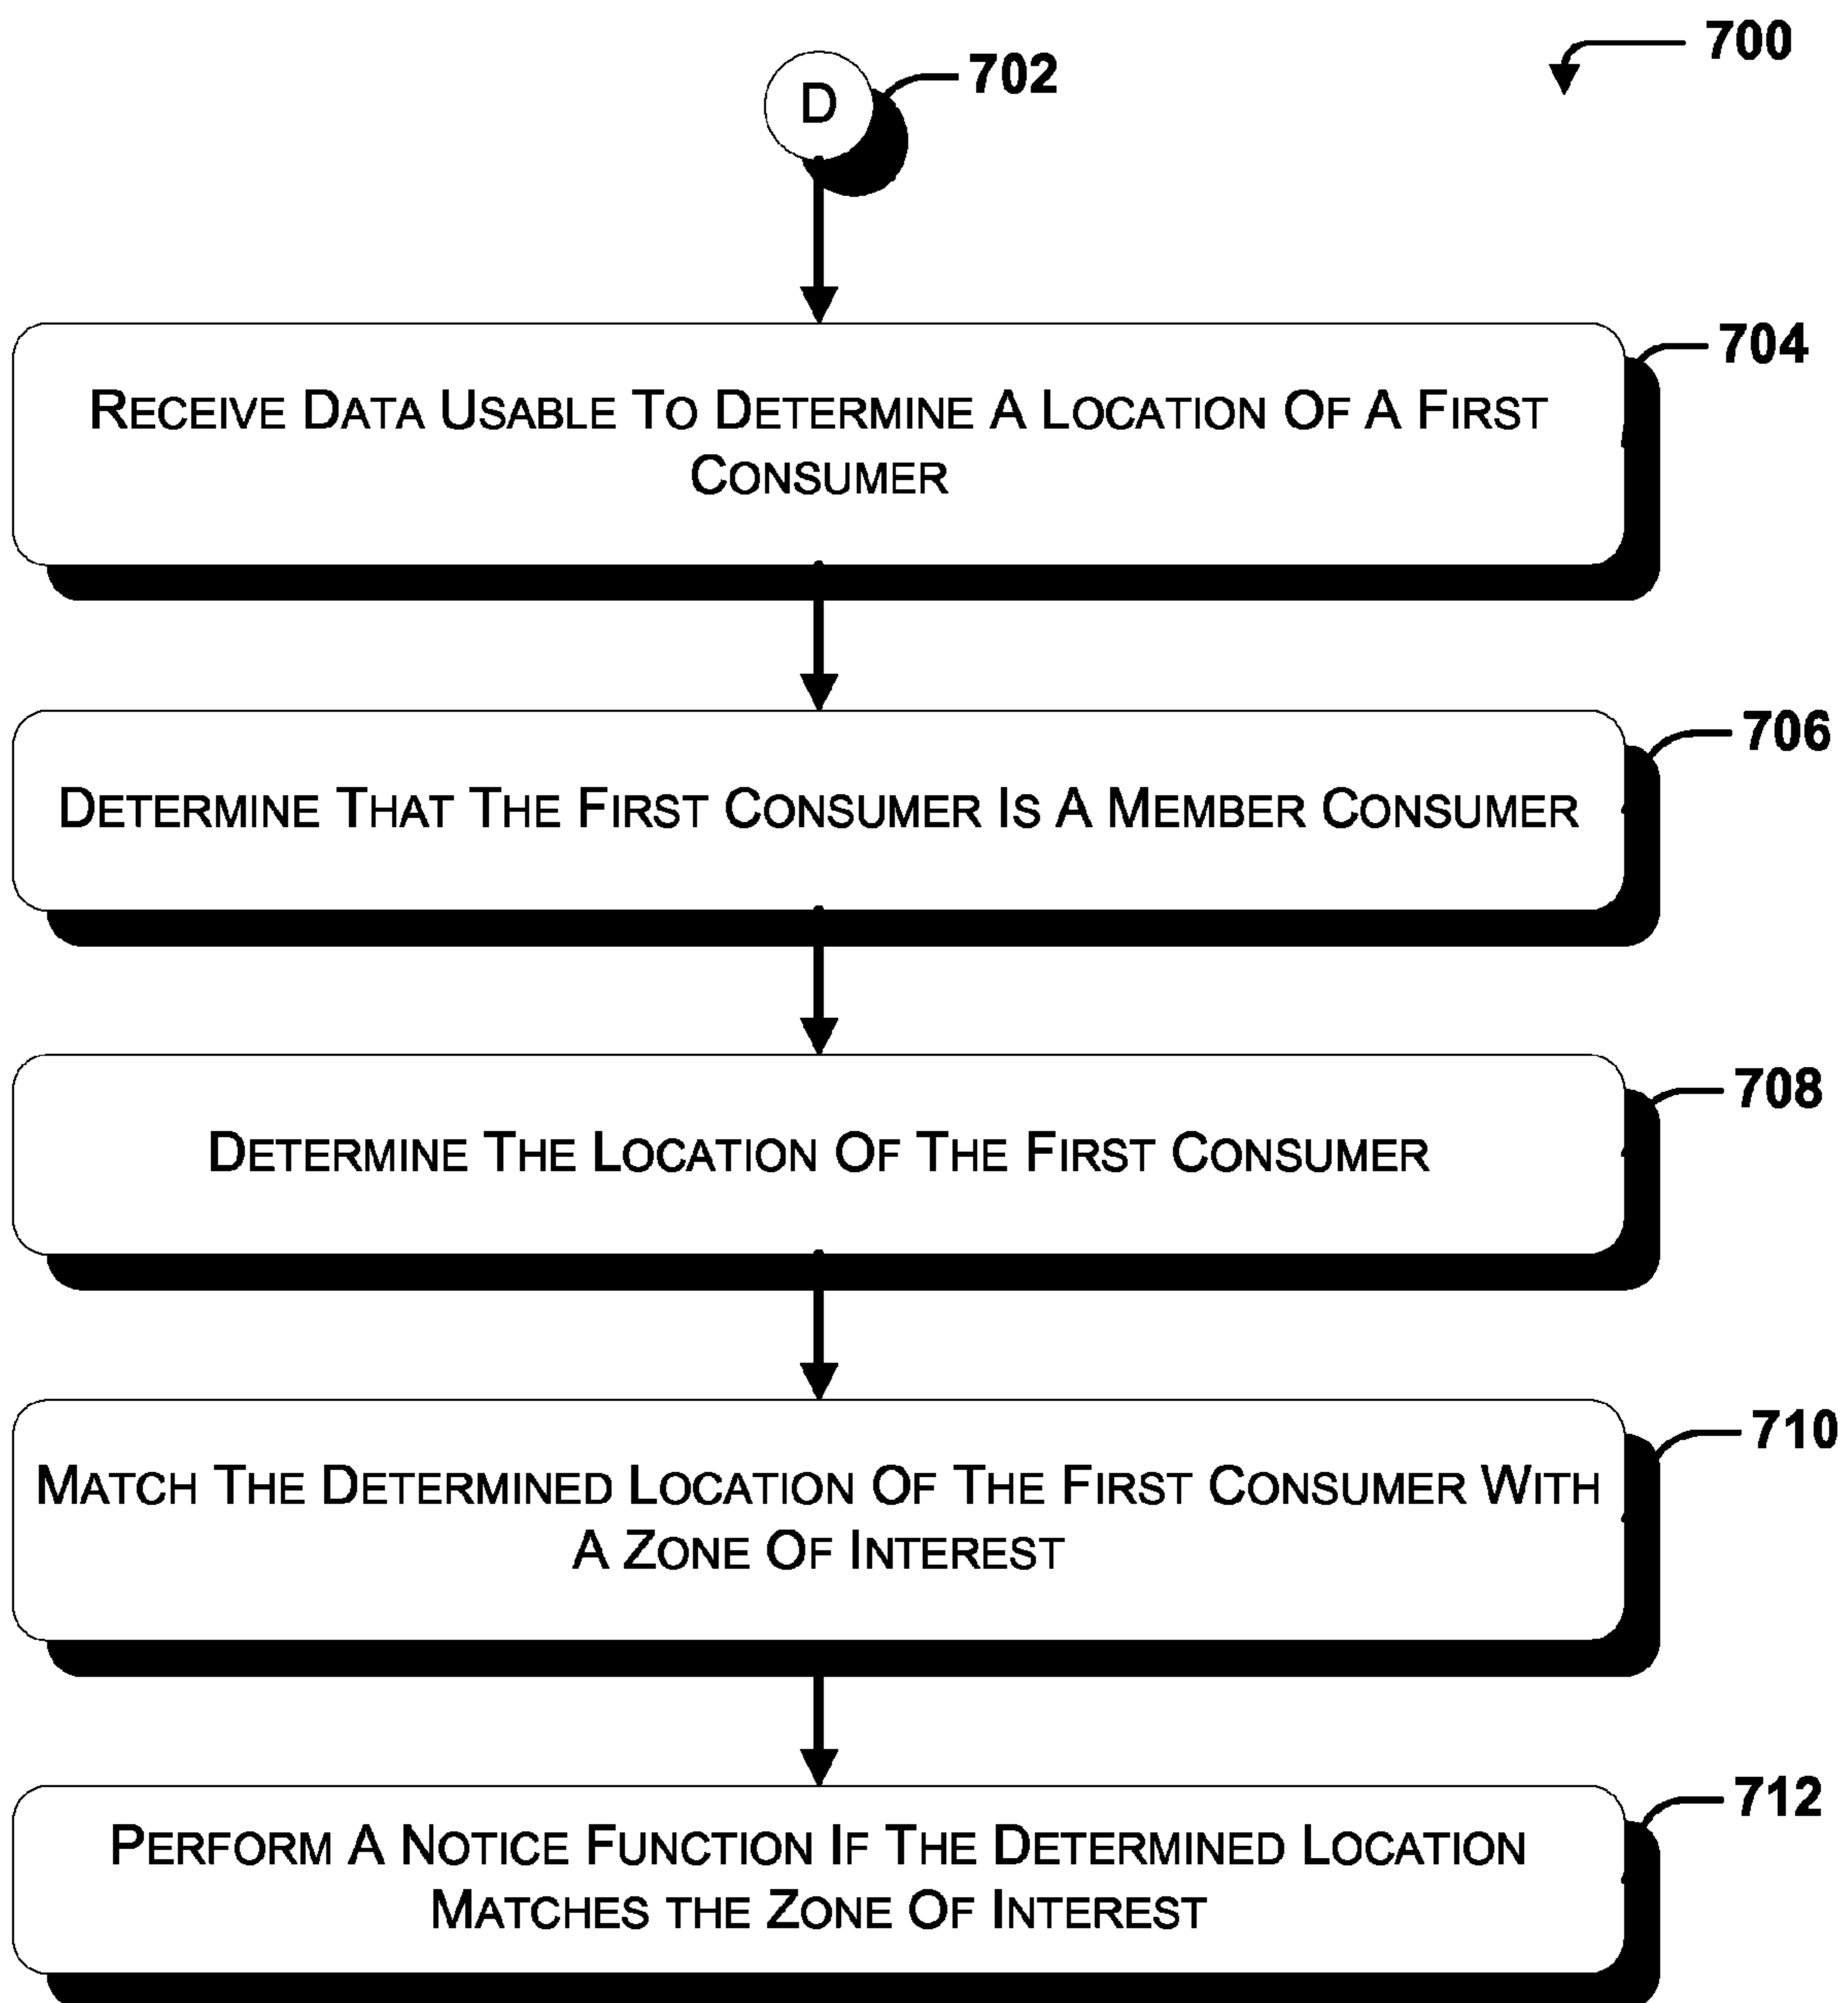 700
D
702
RECEIVE DATA USABLE TO DETERMINE A LOCATION OF A FIRST
CONSUMER
704
DETERMINE THAT THE FIRST CONSUMER IS A MEMBER CONSUMER
706
DETERMINE THE LOCATION OF THE FIRST CONSUMER
708
MATCH THE DETERMINED LOCATION OF THE FIRST CONSUMER WITH
A ZONE OF INTEREST
710
PERFORM A NOTICE FUNCTION IF THE DETERMINED LOCATION
MATCHES THE ZONE OF INTEREST
712